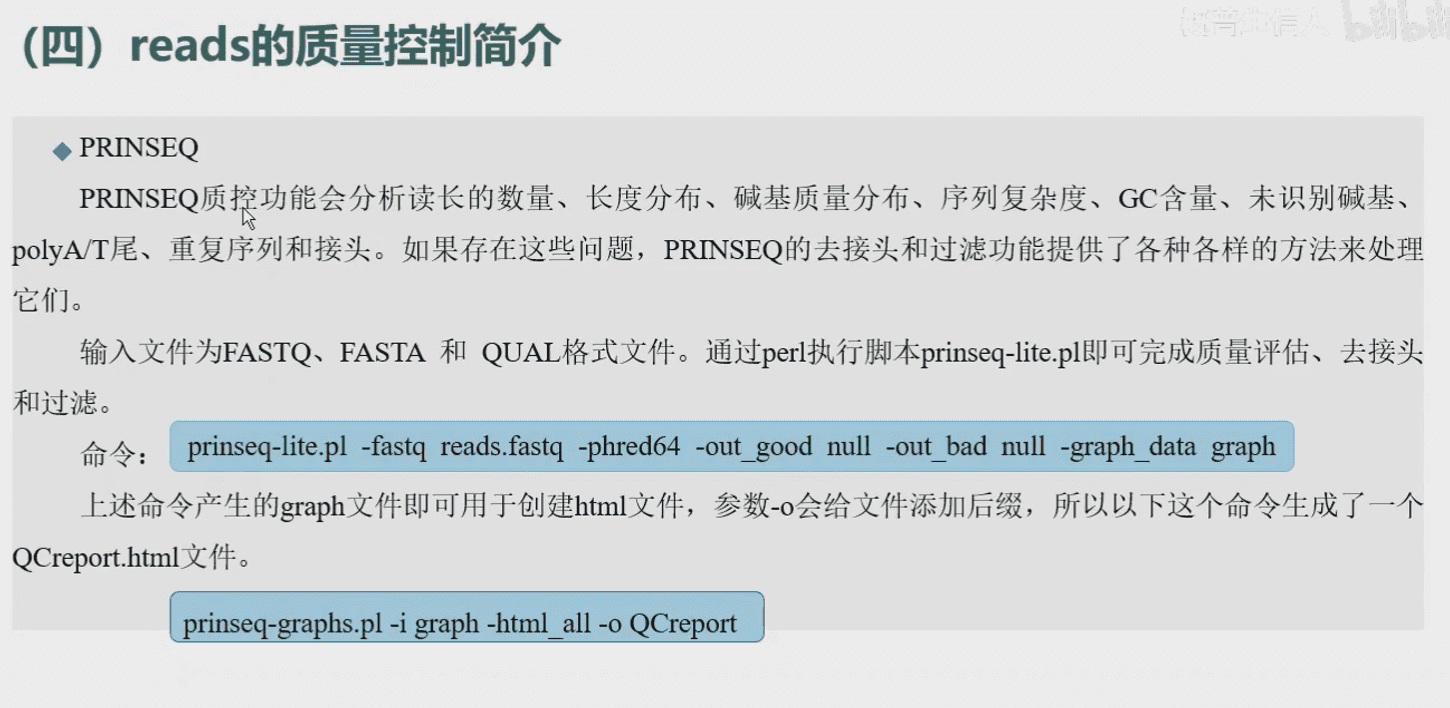 （四）reads的质量控制简介
PRINSEQ
PRINSEQ质控功能会分析读长的数量、长度分布、碱基质量分布、序列复杂度、GC含量、未识别碱基、
polyA/T尾、重复序列和接头。如果存在这些问题，PRINSEQ的去接头和过滤功能提供了各种各样的方法来处理
它们。
输入文件为FASTQ、FASTA 和 QUAL格式文件。通过perl执行脚本prinseq-lite.pl即可完成质量评估、去接头
和过滤。
命令： prinseq-lite.pl -fastq reads.fastq -phred64 -out_good null -out_bad null -graph_data graph
上述命令产生的graph文件即可用于创建html文件，参数-o会给文件添加后缀，所以以下这个命令生成了一个
QCreport.html文件。
prinseq-graphs.pl -i graph -html_all -o QCreport